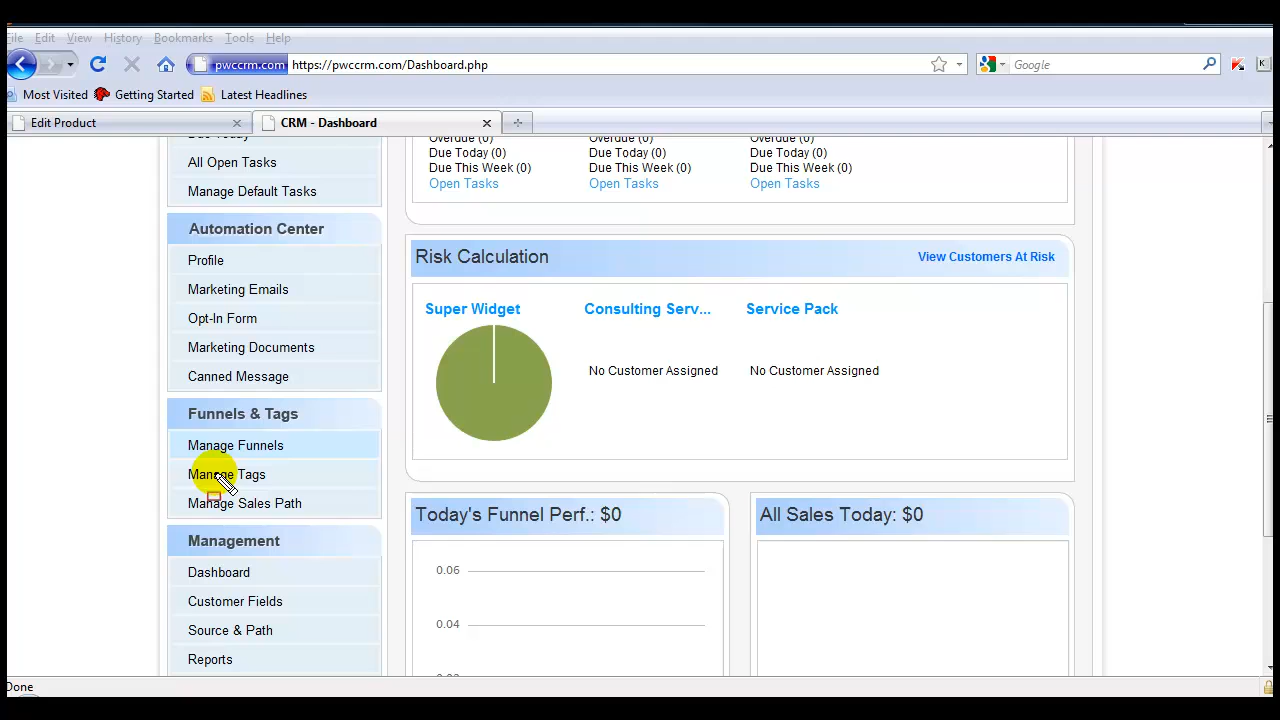 File Edit View History Bookmarks Tools Help
pwccrm.com https://pwccrm.com/Dashboard.php
Google
Most Visited Getting Started Latest Headlines
Edit Product
CRM - Dashboard
Due Today
All Open Tasks
Manage Default Tasks
Automation Center
Profile
Marketing Emails
Opt-In Form
Marketing Documents
Canned Message
Funnels & Tags
Manage Funnels
Manage Tags
Manage Sales Path
Management
Dashboard
Customer Fields
Source & Path
Reports
Overdue (0) Overdue (0) Overdue (0)
Due Today (0) Due Today (0) Due Today (0)
Due This Week (0) Due This Week (0) Due This Week (0)
Open Tasks Open Tasks Open Tasks
Risk Calculation View Customers At Risk
Super Widget Consulting Serv... Service Pack
No Customer Assigned No Customer Assigned
Today's Funnel Perf.: $0
0.06
0.04
All Sales Today: $0
Done